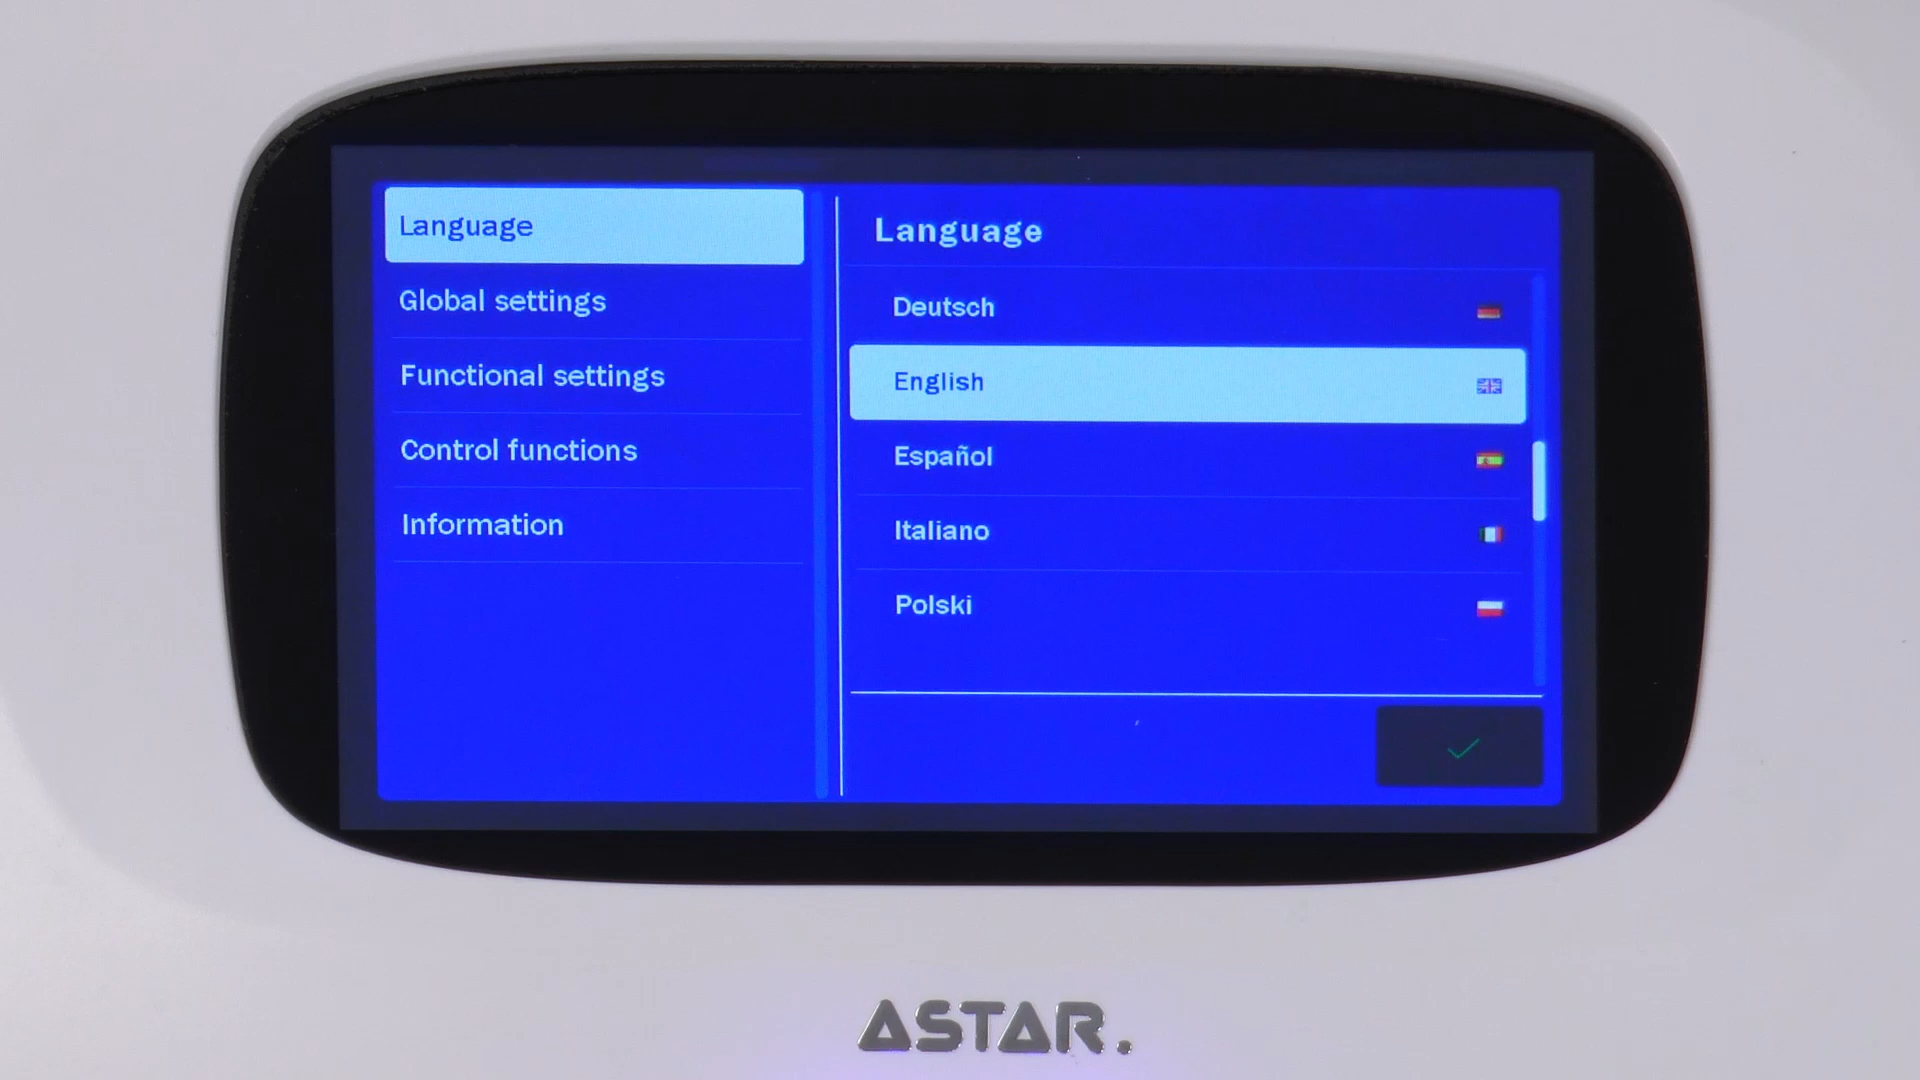 Language
Global settings
Functional settings
Control functions
Information
Language
Deutsch
English
Español
Italiano
Polski
ASTAR.